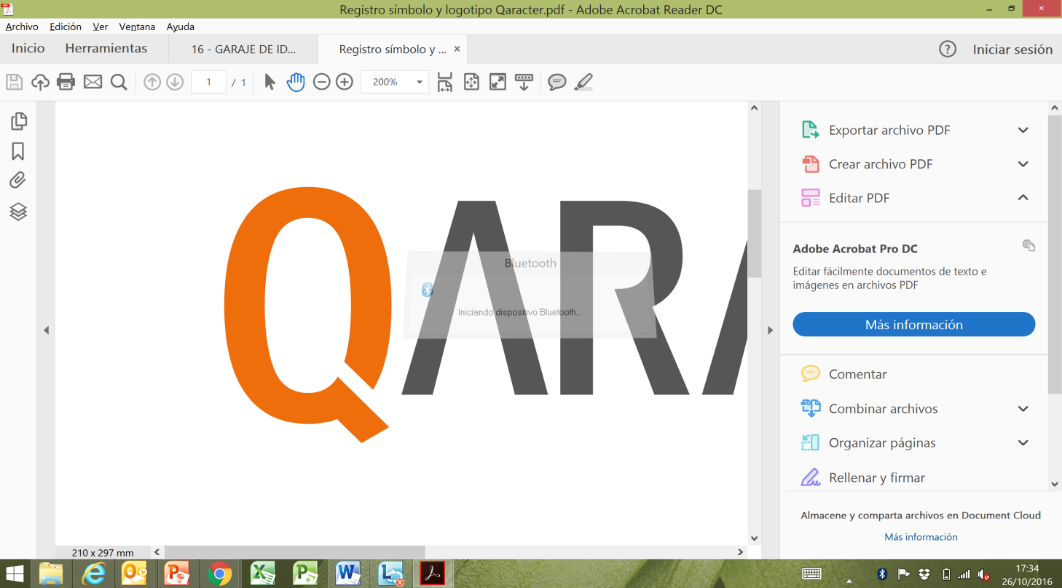 Registro símbolo y logotipo Qaracter.pdf - Adobe Acrobat Reader DC
Archivo Edición Ver Ventana Ayuda
Inicio Herramientas 16 - GARAJE DE ID... Registro símbolo y ... × Iniciar sesión
1 / 1 200%
Exportar archivo PDF
Crear archivo PDF
Editar PDF
Adobe Acrobat Pro DC
Editar fácilmente documentos de texto e
imágenes en archivos PDF
Más información
Comentar
Combinar archivos
Organizar páginas
Rellenar y firmar
Almacene y comparta archivos en Document Cloud
Más información
QARA
Bluetooth
Iniciando dispositivo Bluetooth...
210 x 297 mm
17:34
26/10/2016